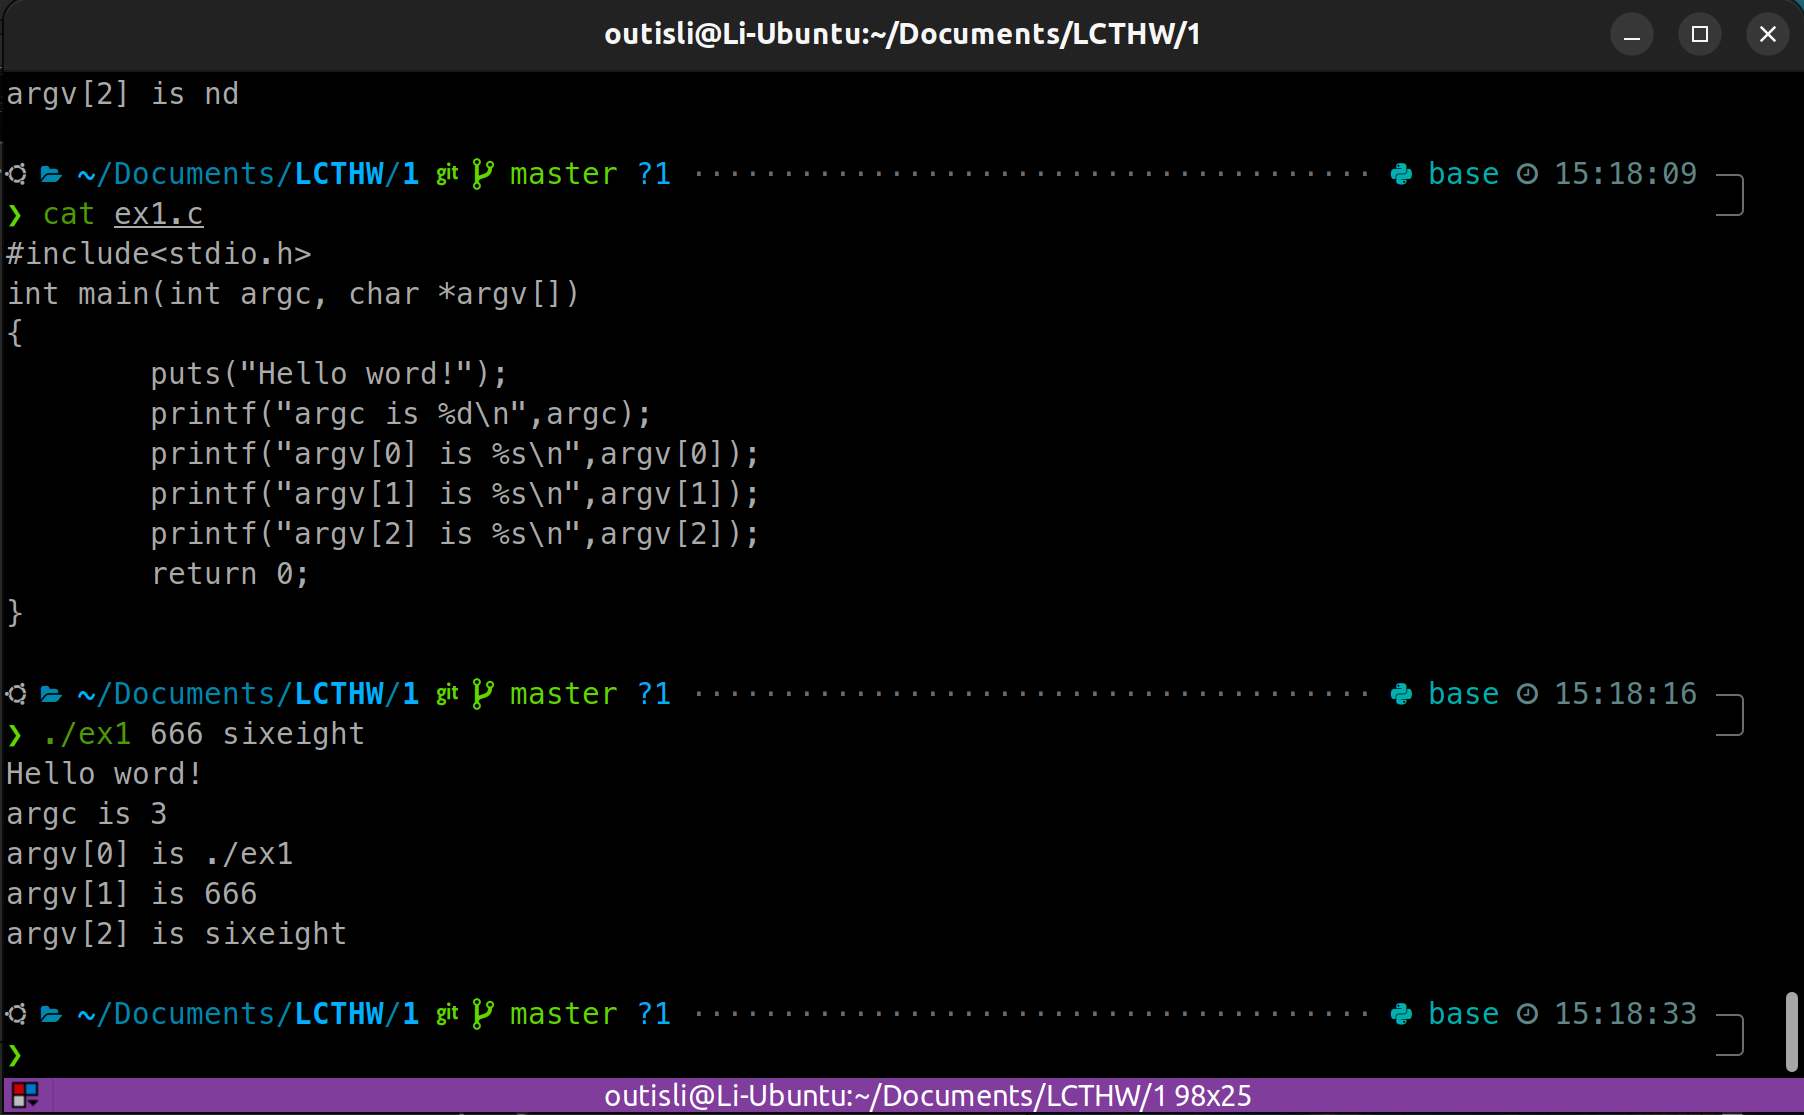 outisli@Li-Ubuntu:~/Documents/LCTHW/1
argv[2] is nd
~/Documents/LCTHW/1 git master ?1 ······································ base 15:18:09
❯ cat ex1.c
#include<stdio.h>
int main(int argc, char *argv[])
{
        puts("Hello word!");
        printf("argc is %d\n",argc);
        printf("argv[0] is %s\n",argv[0]);
        printf("argv[1] is %s\n",argv[1]);
        printf("argv[2] is %s\n",argv[2]);
        return 0;
}
~/Documents/LCTHW/1 git master ?1 ······································ base 15:18:16
❯ ./ex1 666 sixeight
Hello word!
argc is 3
argv[0] is ./ex1
argv[1] is 666
argv[2] is sixeight
~/Documents/LCTHW/1 git master ?1 ······································ base 15:18:33
❯
outisli@Li-Ubuntu:~/Documents/LCTHW/1 98x25